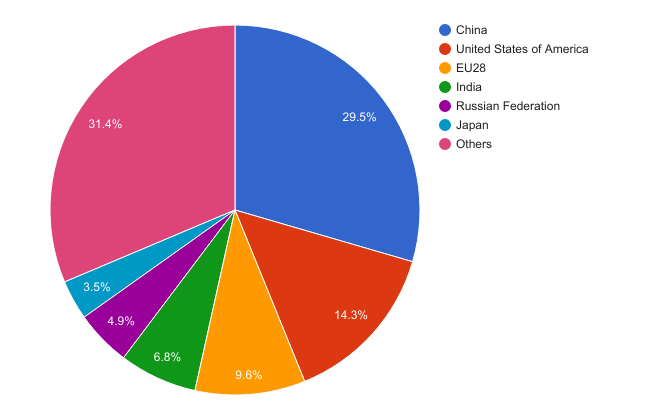 China
United States of America
EU28
India
Russian Federation
Japan
Others
29.5%
14.3%
9.6%
6.8%
4.9%
3.5%
31.4%